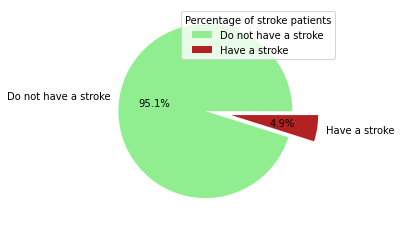 Percentage of stroke patients
Do not have a stroke
Have a stroke
Do not have a stroke
95.1%
4.9%
Have a stroke